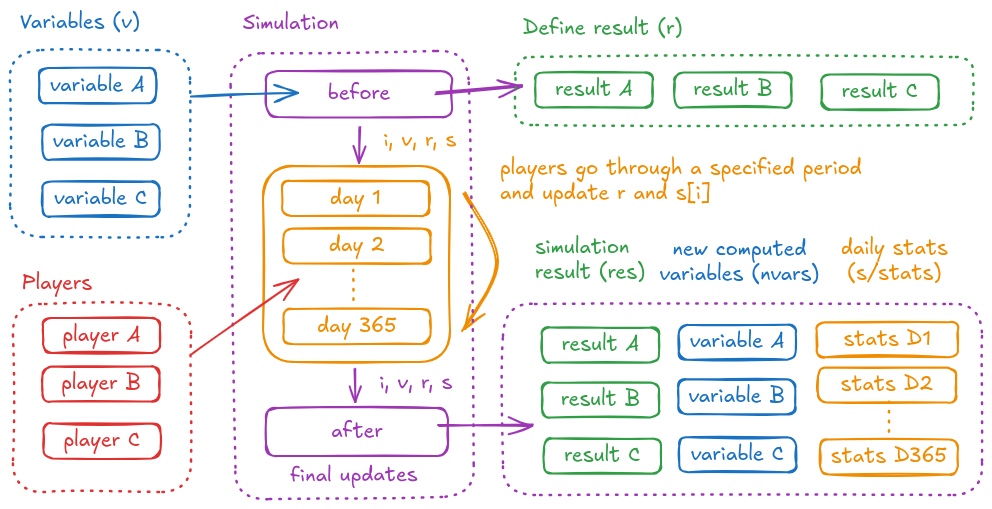 Variables (v)
variable A
variable B
variable C
Players
player A
player B
player C
Simulation
before
i, v, r, s
day 1
day 2
day 365
i, v, r, s
after
final updates
Define result (r)
result A
result B
result C
players go through a specified period
and update r and s[i]
simulation
result (res)
new computed
variables (nvars)
daily stats
(s/stats)
result A
result B
result C
variable A
variable B
variable C
stats D1
stats D2
stats D365